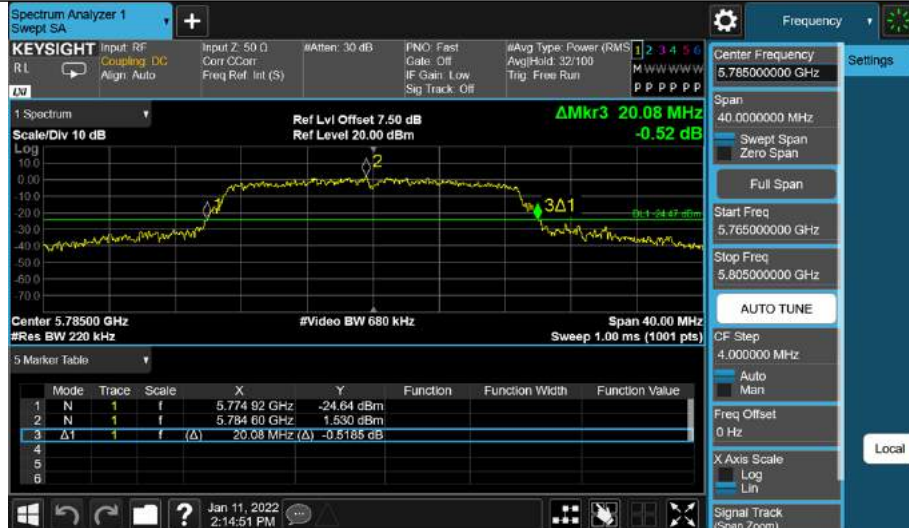 Spectrum Analyzer 1
Swept SA
+
Frequency
KEYSIGHT
RL
LXI
Input: RF
Coupling: DC
Align: Auto
Input Z: 50 Ω
Corr CCorr
Freq Ref: Int (S)
#Atten: 30 dB
PNO: Fast
Gate: Off
IF Gain: Low
Sig Track: Off
#Avg Type: Power (RMS
Avg|Hold: 32/100
Trig: Free Run
1 2 3 4 5 6
M W W W W W
P P P P P P
1 Spectrum
Scale/Div 10 dB
Log
Ref Lvl Offset 7.50 dB
Ref Level 20.00 dBm
ΔMkr3 20.08 MHz
-0.52 dB
10.0
0.00
-10.0
-20.0
-30.0
-40.0
-50.0
-60.0
-70.0
1
2
3Δ1
DL1 -24.47 dBm
Center 5.78500 GHz
#Video BW 680 kHz
Span 40.00 MHz
#Res BW 220 kHz
Sweep 1.00 ms (1001 pts)
5 Marker Table
Mode Trace Scale X Y Function Function Width Function Value
1 N 1 f 5.774 92 GHz -24.64 dBm
2 N 1 f 5.784 60 GHz 1.530 dBm
3 Δ1 1 f (Δ) 20.08 MHz (Δ) -0.5185 dB
4
5
6
?
Jan 11, 2022
2:14:51 PM
Center Frequency
5.785000000 GHz
Settings
Span
40.0000000 MHz
Swept Span
Zero Span
Full Span
Start Freq
5.765000000 GHz
Stop Freq
5.805000000 GHz
AUTO TUNE
CF Step
4.000000 MHz
Auto
Man
Freq Offset
0 Hz
Local
X Axis Scale
Log
Lin
Signal Track
(Span Zoom)